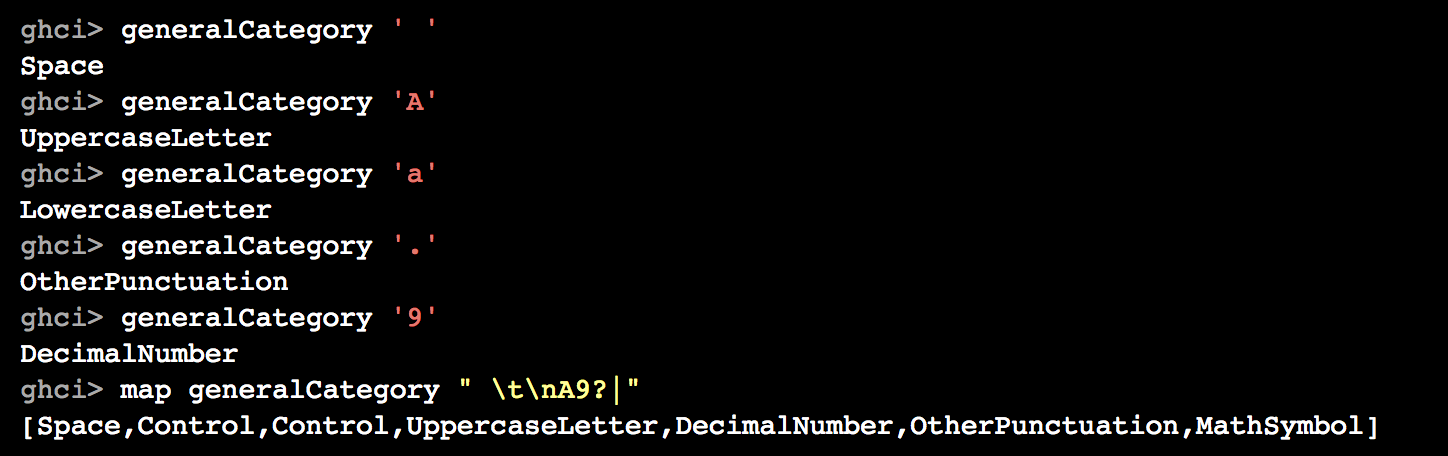 ghci> generalCategory ' '
Space
ghci> generalCategory 'A'
UppercaseLetter
ghci> generalCategory 'a'
LowercaseLetter
ghci> generalCategory '.'
OtherPunctuation
ghci> generalCategory '9'
DecimalNumber
ghci> map generalCategory " \t\nA9?|"
[Space,Control,Control,UppercaseLetter,DecimalNumber,OtherPunctuation,MathSymbol]